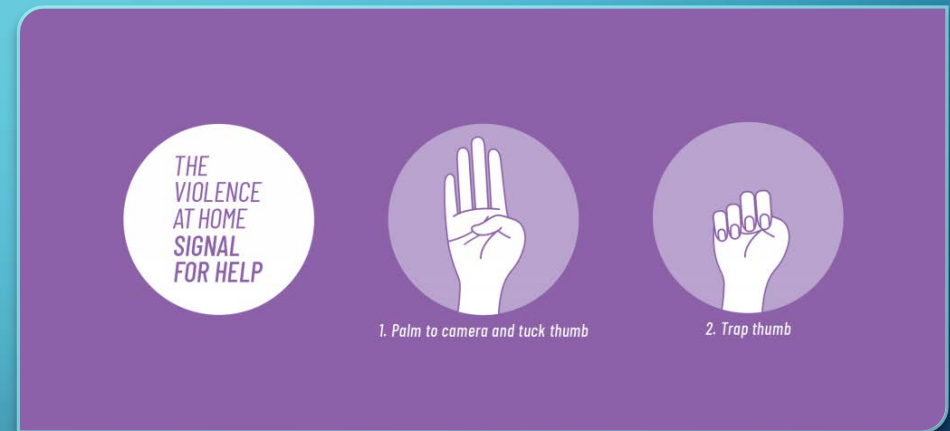 THE
VIOLENCE
AT HOME
SIGNAL
FOR HELP
1. Palm to camera and tuck thumb
2. Trap thumb